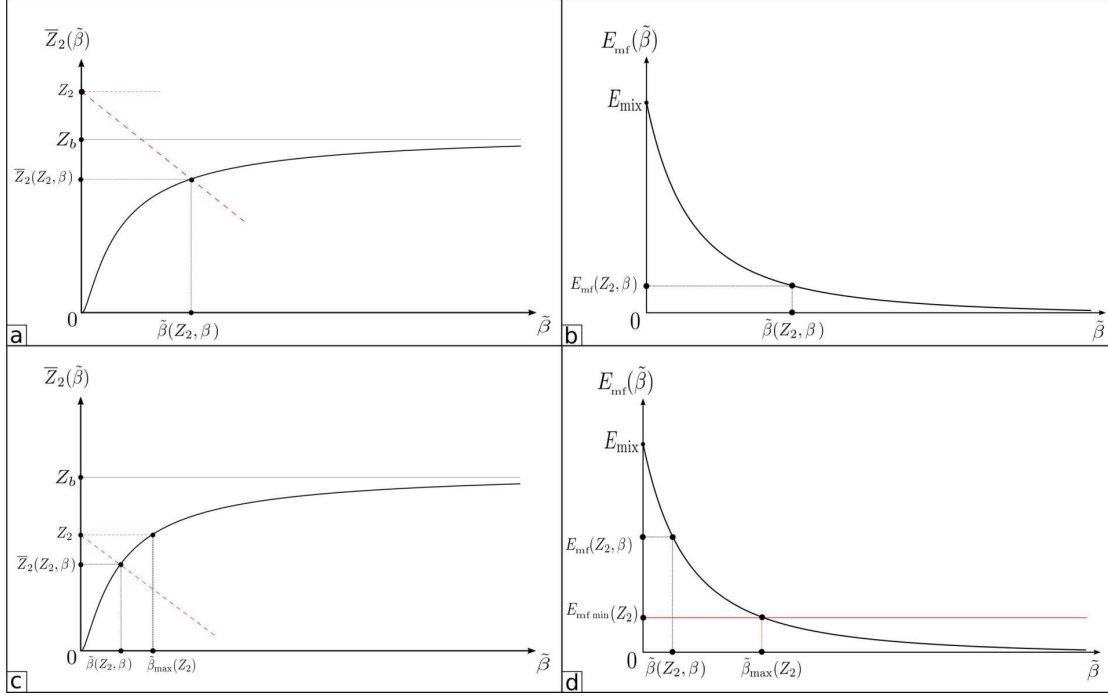 Z̅₂(β̃)
Z₂
Z_b
Z̅₂(Z₂, β)
0
β̃(Z₂, β)
β̃
a
E_mf(β̃)
E_mix
E_mf(Z₂, β)
0
β̃(Z₂, β)
β̃
b
Z̅₂(β̃)
Z_b
Z₂
Z̅₂(Z₂, β)
0
β̃(Z₂, β)
β̃_max(Z₂)
β̃
c
E_mf(β̃)
E_mix
E_mf(Z₂, β)
E_mf min(Z₂)
0
β̃(Z₂, β)
β̃_max(Z₂)
β̃
d